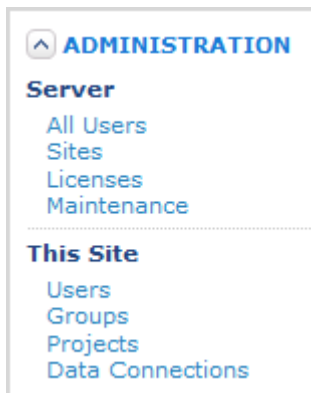 ADMINISTRATION
Server
All Users
Sites
Licenses
Maintenance
This Site
Users
Groups
Projects
Data Connections